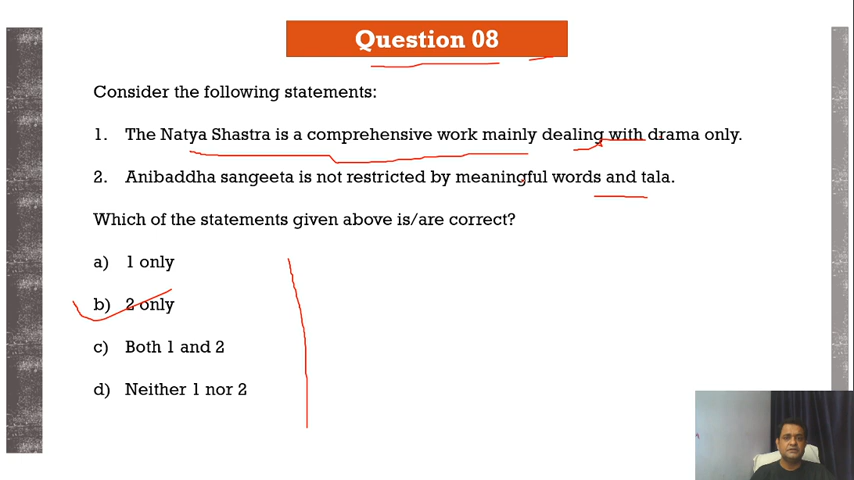 Question 08
Consider the following statements:
1. The Natya Shastra is a comprehensive work mainly dealing with drama only.
2. Anibaddha sangeeta is not restricted by meaningful words and tala.
Which of the statements given above is/are correct?
a) 1 only
b) 2 only
c) Both 1 and 2
d) Neither 1 nor 2